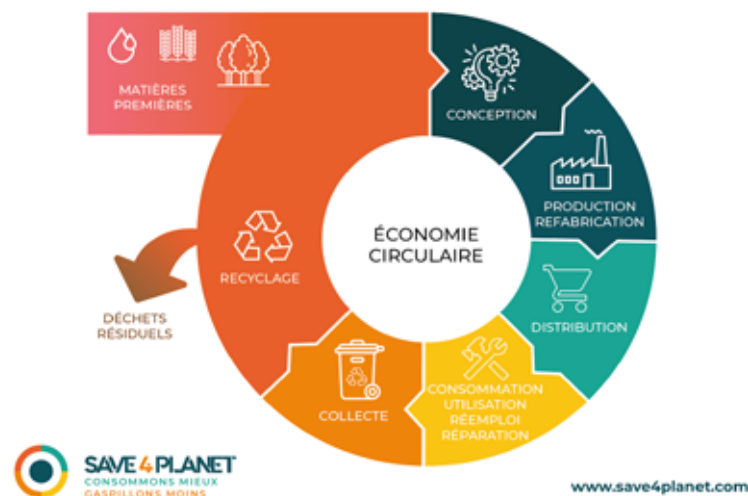 MATIÈRES
PREMIÈRES
CONCEPTION
PRODUCTION
REFABRICATION
ÉCONOMIE
CIRCULAIRE
RECYCLAGE
DISTRIBUTION
DÉCHETS
RÉSIDUELS
CONSOMMATION
UTILISATION
RÉEMPLOI
RÉPARATION
COLLECTE
SAVE 4 PLANET
CONSOMMONS MIEUX
GASPILLONS MOINS
www.save4planet.com